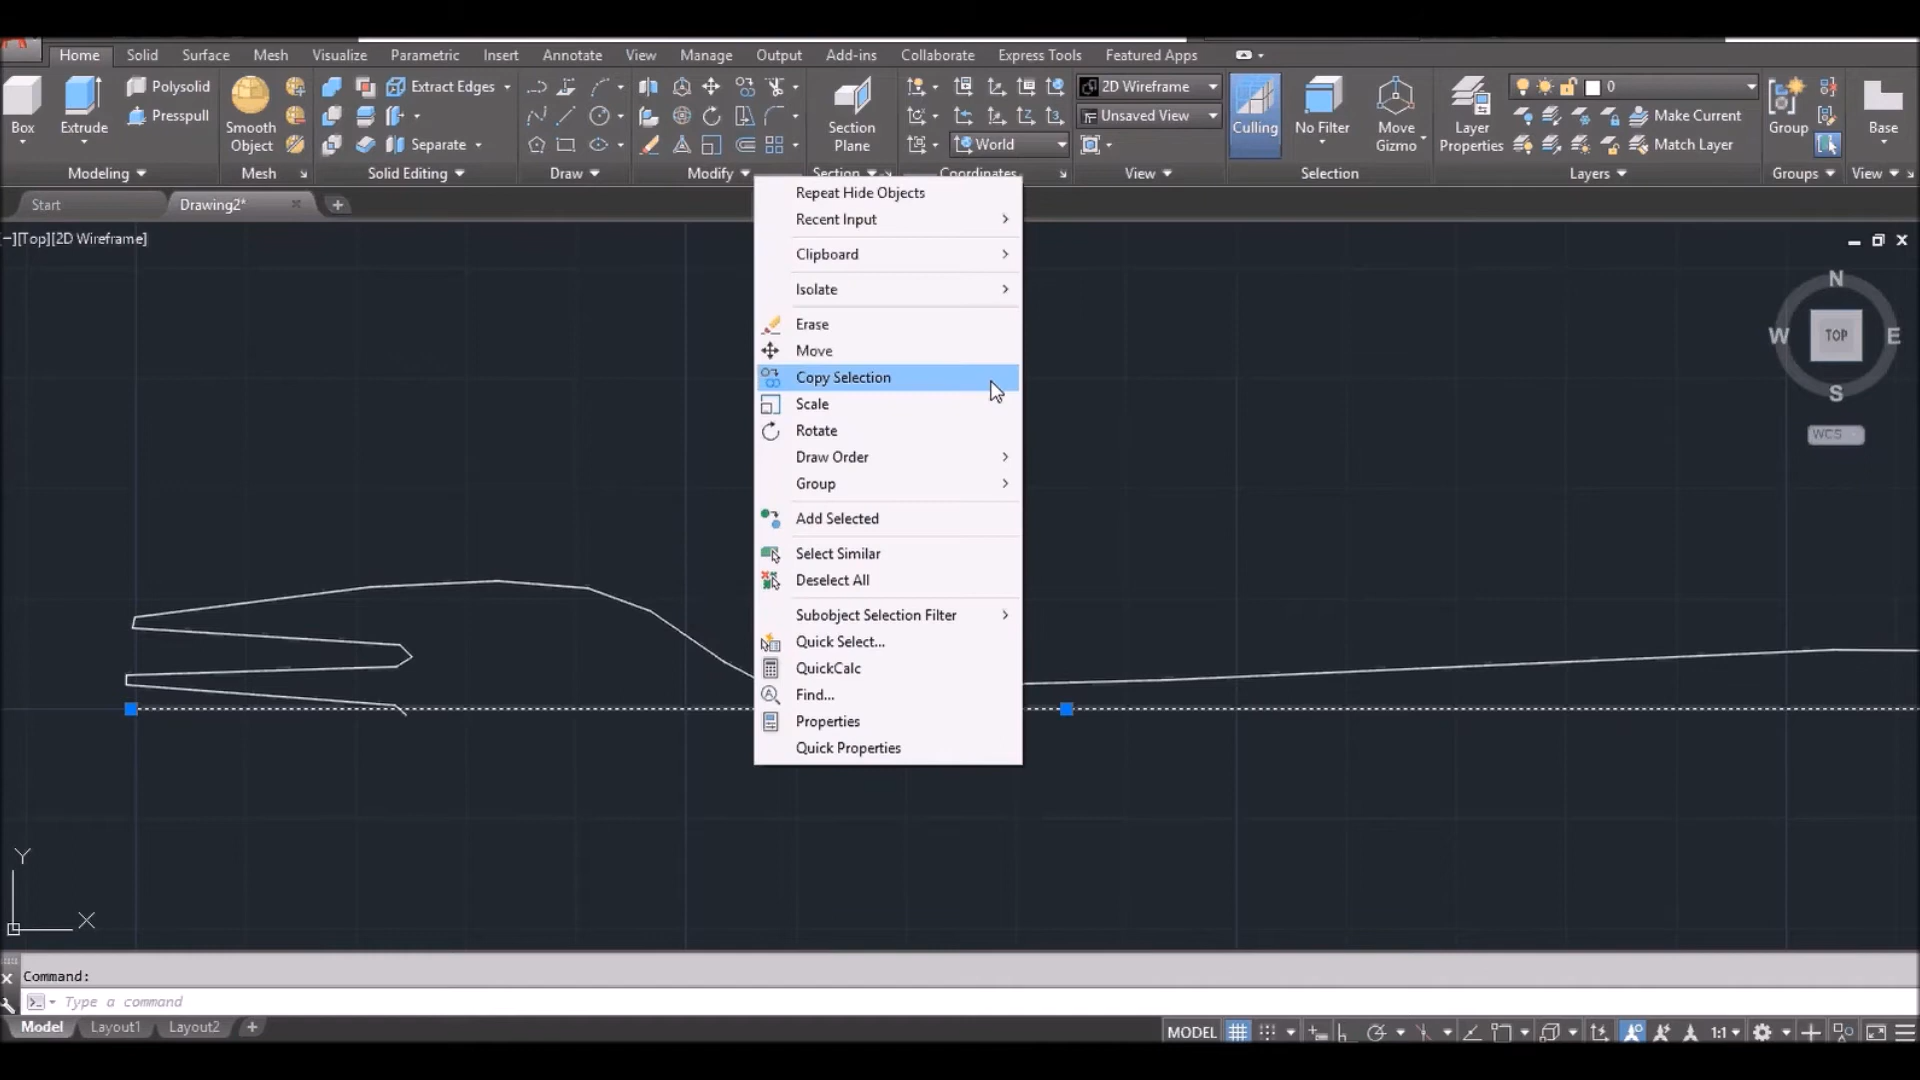 Home Solid Surface Mesh Visualize Parametric Insert Annotate View Manage Output Add-ins Collaborate Express Tools Featured Apps
Box
Extrude
Polysolid
Presspull
Smooth
Object
Extract Edges
Separate
Section
Plane
World
2D Wireframe
Unsaved View
Culling
No Filter
Move
Gizmo
Layer
Properties
0
Make Current
Match Layer
Group
Base
Modeling Mesh Solid Editing Draw Modify Section Coordinates View Selection Layers Groups View
Start Drawing2*
[Top][2D Wireframe]
Repeat Hide Objects
Recent Input
Clipboard
Isolate
Erase
Move
Copy Selection
Scale
Rotate
Draw Order
Group
Add Selected
Select Similar
Deselect All
Subobject Selection Filter
Quick Select...
QuickCalc
Find...
Properties
Quick Properties
N
W TOP E
S
WCS
Y
X
Command:
Type a command
Model Layout1 Layout2
MODEL 1:1